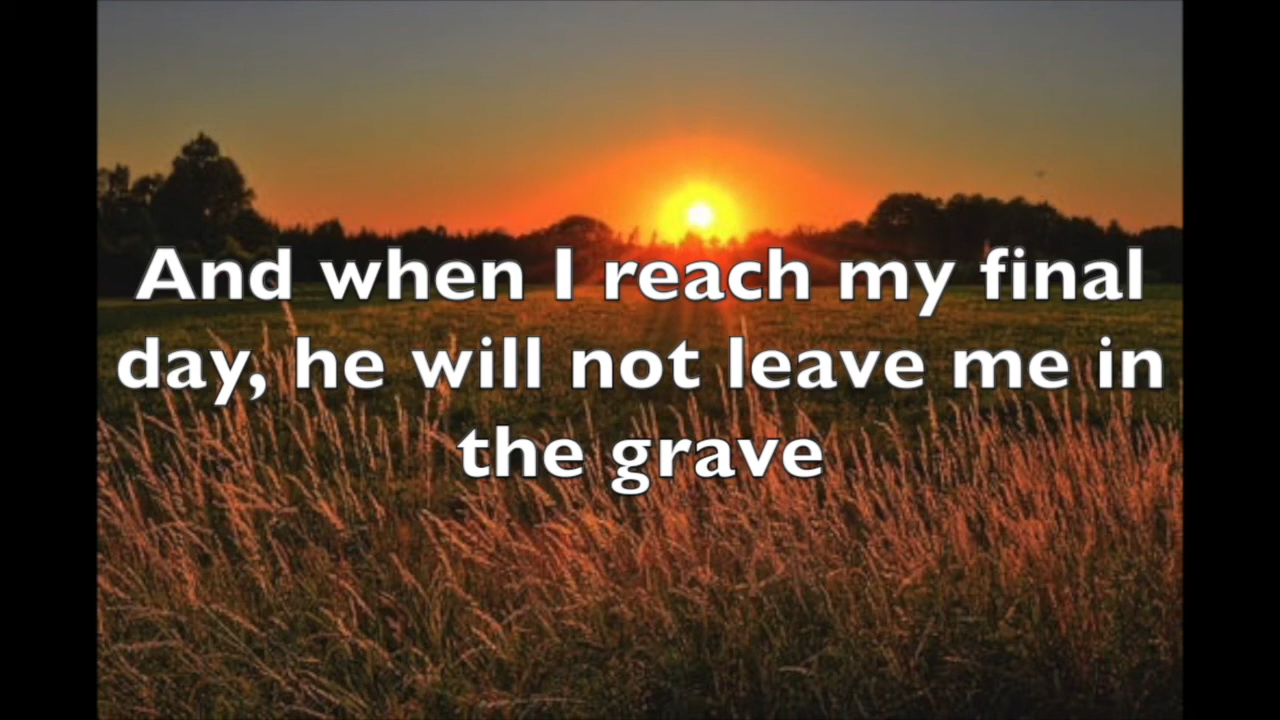 And when I reach my final
day, he will not leave me in
the grave